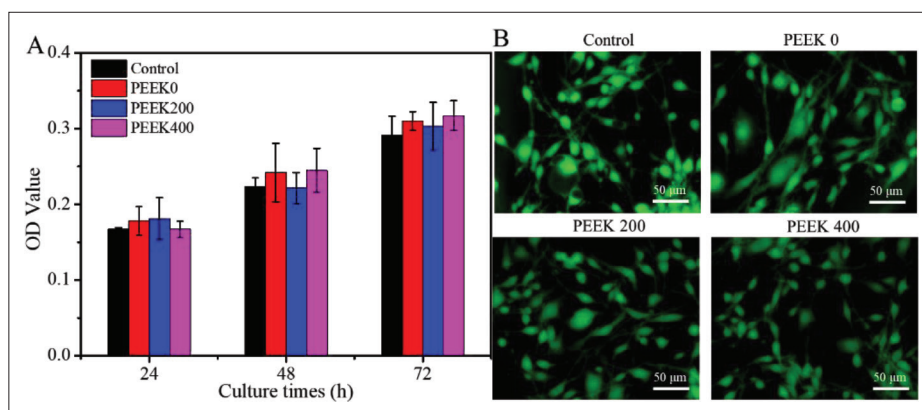 A
0.4
0.3
0.2
0.1
0.0
OD Value
Control
PEEK0
PEEK200
PEEK400
24
48
72
Culture times (h)
B
Control
PEEK 0
50 μm
50 μm
PEEK 200
PEEK 400
50 μm
50 μm